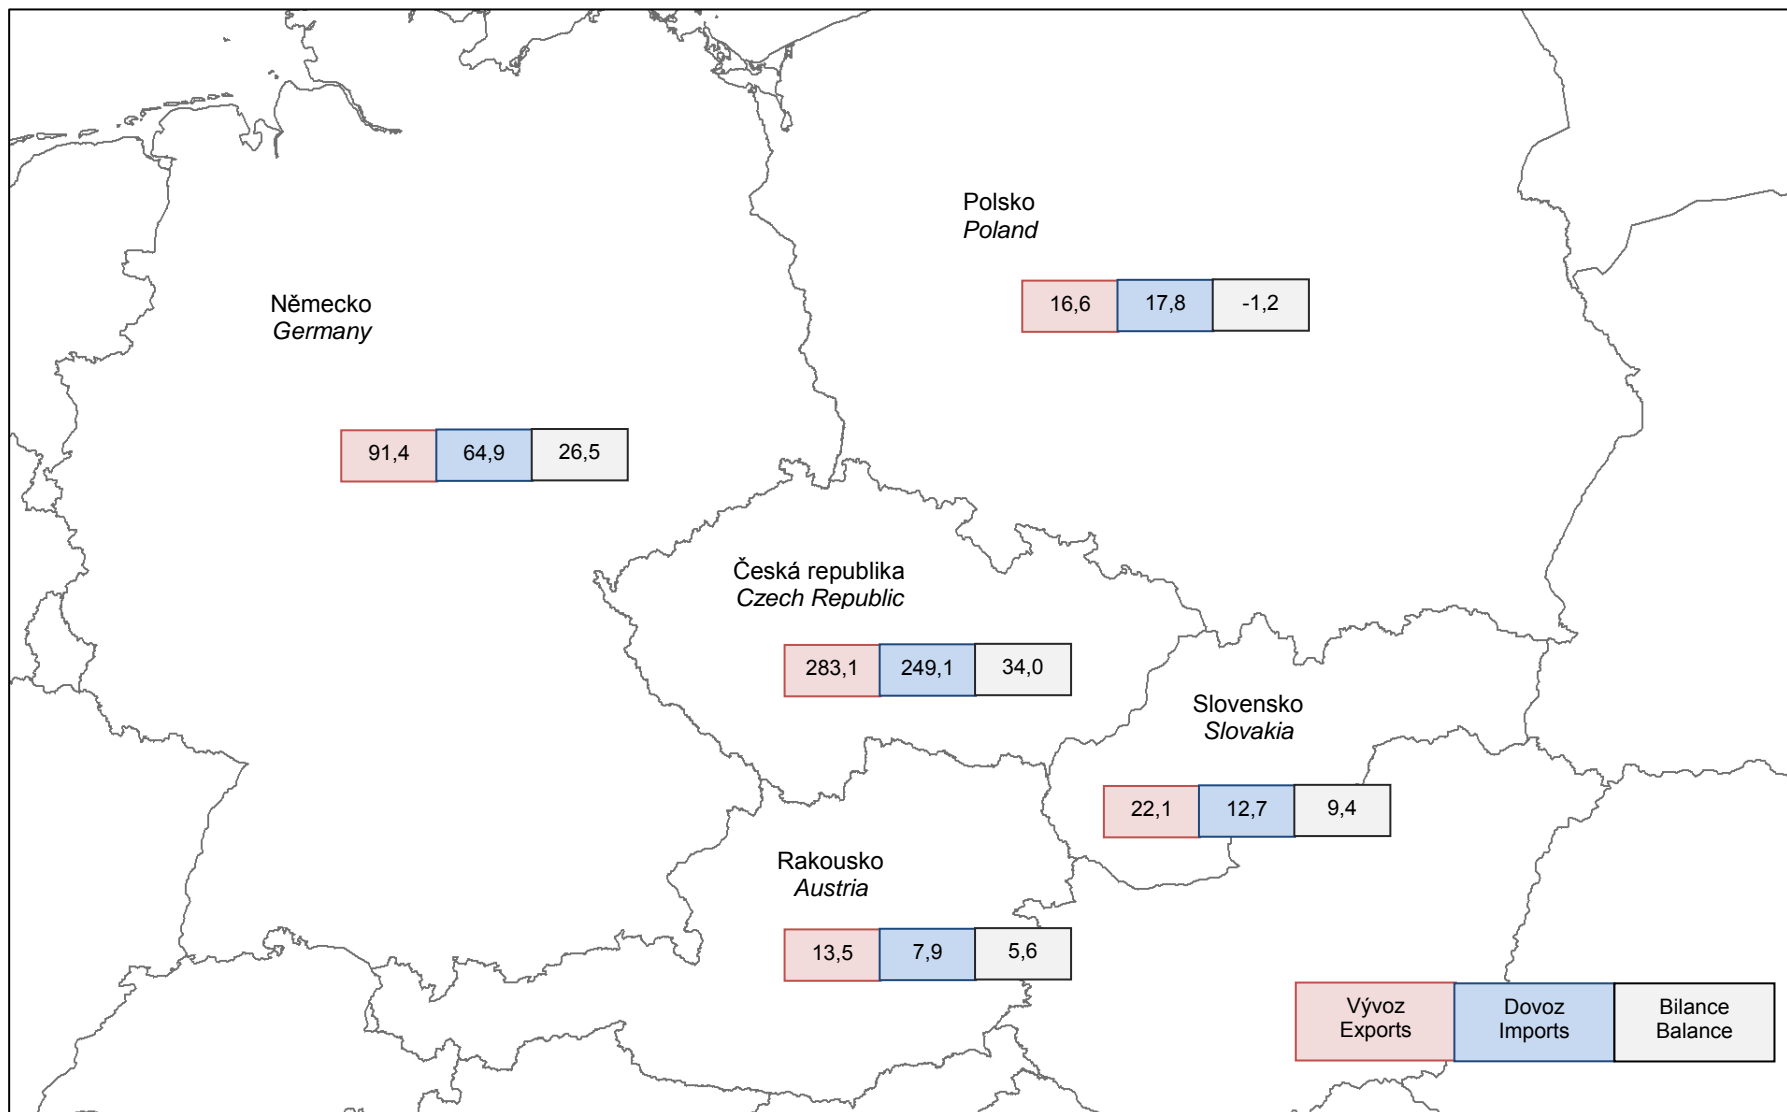 Polsko
Poland
16,6 17,8 -1,2
Německo
Germany
91,4 64,9 26,5
Česká republika
Czech Republic
283,1 249,1 34,0
Slovensko
Slovakia
22,1 12,7 9,4
Rakousko
Austria
13,5 7,9 5,6
Vývoz Dovoz Bilance
Exports Imports Balance